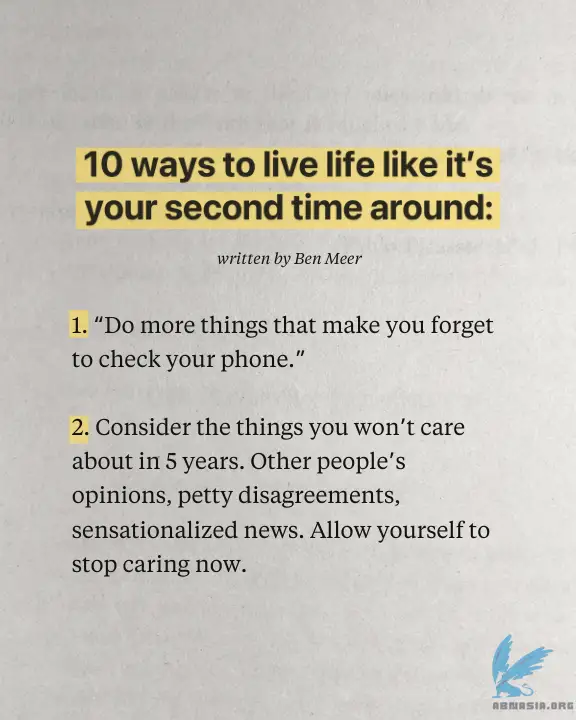 10 ways to live life like it's
your second time around:
written by Ben Meer
1. “Do more things that make you forget
to check your phone.”
2. Consider the things you won't care
about in 5 years. Other people's
opinions, petty disagreements,
sensationalized news. Allow yourself to
stop caring now.
ABMASIA.ORG